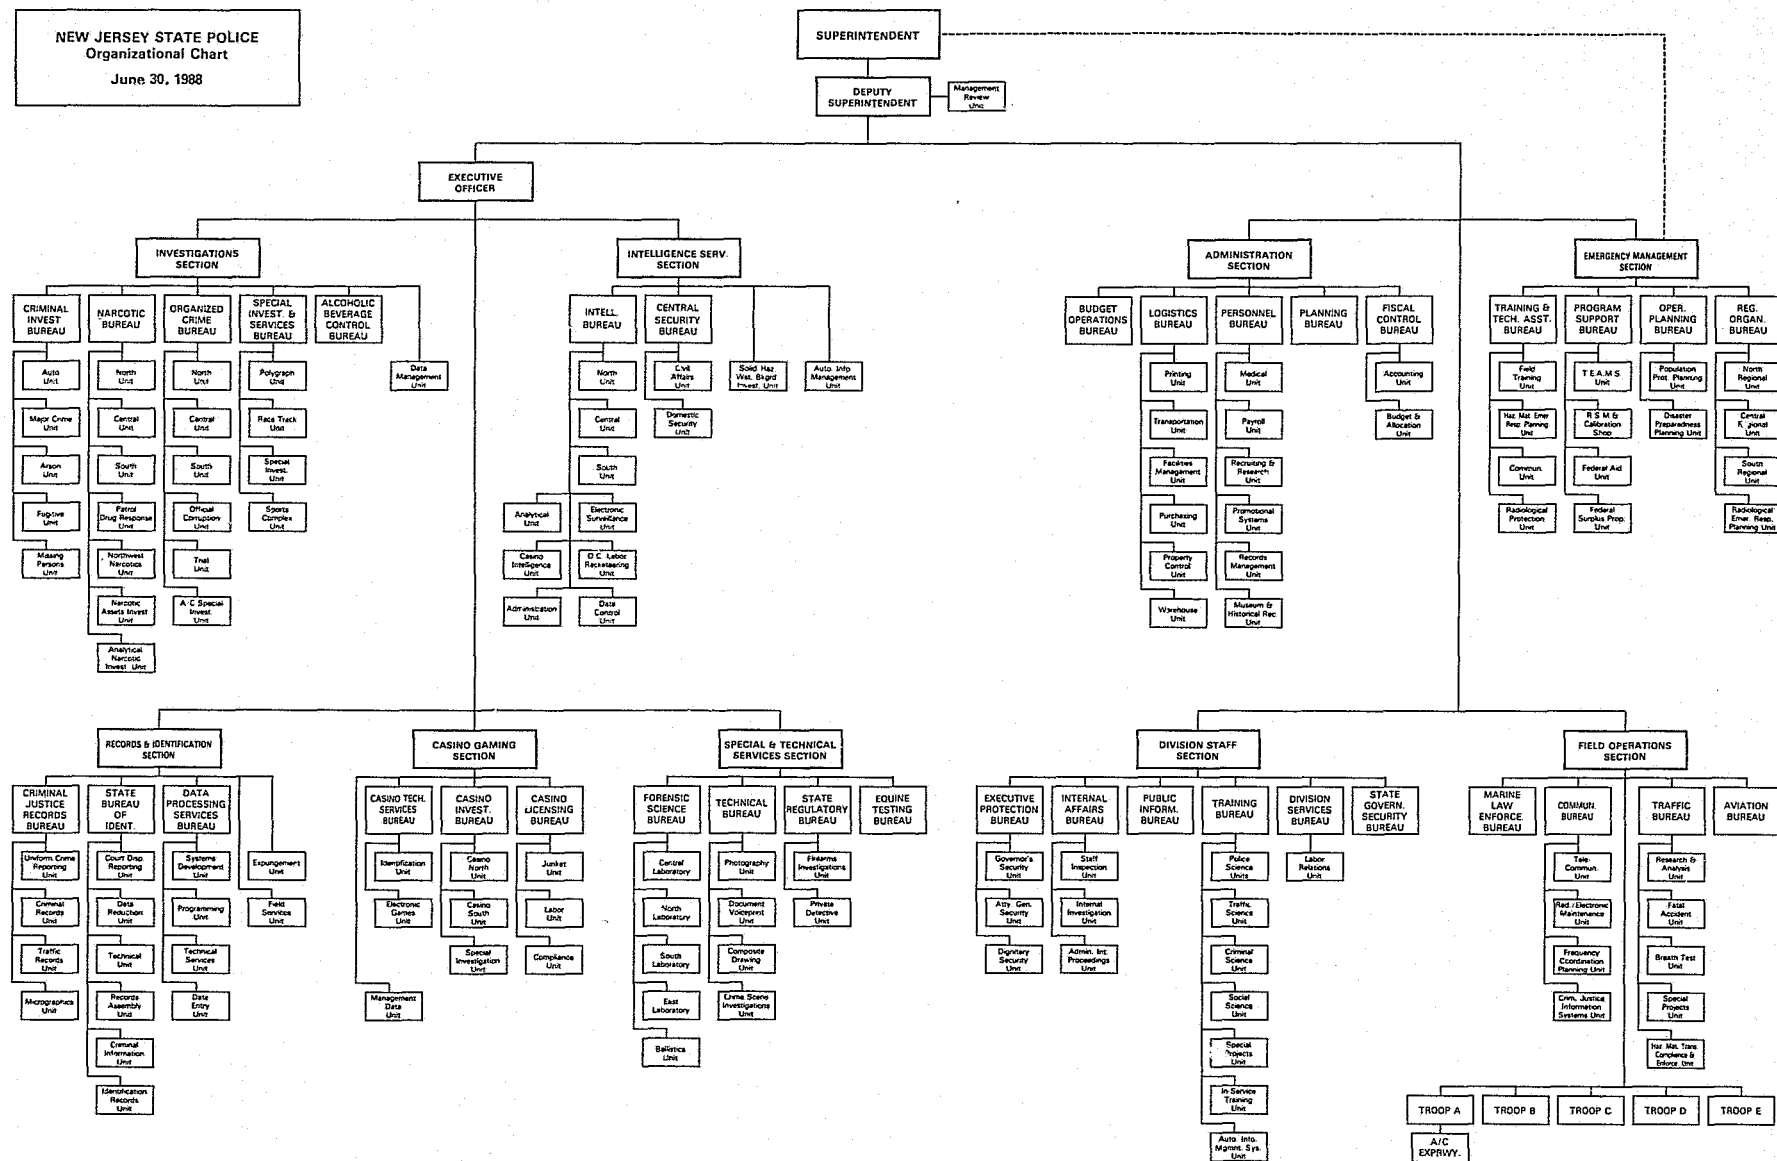 NEW JERSEY STATE POLICE
Organizational Chart
June 30, 1988
SUPERINTENDENT
DEPUTY
SUPERINTENDENT
Management
Review
Unit
EXECUTIVE
OFFICER
INVESTIGATIONS
SECTION
CRIMINAL
INVEST
BUREAU
Auto
Unit
Major Crime
Unit
Arson
Unit
Fugitive
Unit
Missing
Persons
Unit
NARCOTIC
BUREAU
North
Unit
Central
Unit
South
Unit
Patrol
Drug Response
Unit
Northwest
Narcotics
Unit
Narcotic
Assets Invest
Unit
Analytical
Narcotic
Invest. Unit
ORGANIZED
CRIME
BUREAU
North
Unit
Central
Unit
South
Unit
Official
Corruption
Unit
Trial
Unit
A-C Special
Invest.
Unit
SPECIAL
INVEST. &
SERVICES
BUREAU
Polygraph
Unit
Race Track
Unit
Special
Invest.
Unit
Sports
Complex
Unit
ALCOHOLIC
BEVERAGE
CONTROL
BUREAU
Data
Management
Unit
INTELLIGENCE SERV.
SECTION
INTELL.
BUREAU
North
Unit
Central
Unit
South
Unit
Analytical
Unit
Electronic
Surveillance
Unit
Casino
Intelligence
Unit
O.C. Labor
Racketeering
Unit
Administration
Unit
Data
Control
Unit
CENTRAL
SECURITY
BUREAU
Civil
Affairs
Unit
Domestic
Security
Unit
Solid Haz.
Wst. Bkgrd
Invest. Unit
Auto. Info
Management
Unit
ADMINISTRATION
SECTION
BUDGET
OPERATIONS
BUREAU
LOGISTICS
BUREAU
Printing
Unit
Transportation
Unit
Facilities
Management
Unit
Purchasing
Unit
Property
Control
Unit
Warehouse
Unit
PERSONNEL
BUREAU
Medical
Unit
Payroll
Unit
Recruiting &
Research
Unit
Promotional
Systems
Unit
Records
Management
Unit
Museum &
Historical Rec.
Unit
PLANNING
BUREAU
FISCAL
CONTROL
BUREAU
Accounting
Unit
Budget &
Allocation
Unit
EMERGENCY MANAGEMENT
SECTION
TRAINING &
TECH. ASST.
BUREAU
Field
Training
Unit
Haz. Mat. Emer
Resp. Planning
Unit
Commun.
Unit
Radiological
Protection
Unit
PROGRAM
SUPPORT
BUREAU
T.E.A.M.S.
Unit
R S M &
Calibration
Shop
Federal Aid
Unit
Federal
Surplus Prop.
Unit
OPER.
PLANNING
BUREAU
Population
Prot. Planning
Unit
Disaster
Preparedness
Planning Unit
REG.
ORGAN.
BUREAU
North
Regional
Unit
Central
Regional
Unit
South
Regional
Unit
Radiological
Emer. Resp.
Planning Unit
RECORDS & IDENTIFICATION
SECTION
CRIMINAL
JUSTICE
RECORDS
BUREAU
Uniform Crime
Reporting
Unit
Criminal
Records
Unit
Traffic
Records
Unit
Micrographics
Unit
STATE
BUREAU
OF
IDENT.
Court Disp.
Reporting
Unit
Data
Reduction
Unit
Technical
Unit
Records
Assembly
Unit
Criminal
Information
Unit
Identification
Records
Unit
DATA
PROCESSING
SERVICES
BUREAU
Systems
Development
Unit
Programming
Unit
Technical
Services
Unit
Data
Entry
Unit
Expungement
Unit
Field
Services
Unit
CASINO GAMING
SECTION
CASINO TECH.
SERVICES
BUREAU
Identification
Unit
Electronic
Games
Unit
Management
Data
Unit
CASINO
INVEST.
BUREAU
Casino
North
Unit
Casino
South
Unit
Special
Investigation
Unit
CASINO
LICENSING
BUREAU
Junket
Unit
Labor
Unit
Compliance
Unit
SPECIAL & TECHNICAL
SERVICES SECTION
FORENSIC
SCIENCE
BUREAU
Central
Laboratory
North
Laboratory
South
Laboratory
East
Laboratory
Ballistics
Unit
TECHNICAL
BUREAU
Photography
Unit
Document
Voiceprint
Unit
Composite
Drawing
Unit
Crime Scene
Investigations
Unit
STATE
REGULATORY
BUREAU
Firearms
Investigations
Unit
Private
Detective
Unit
EQUINE
TESTING
BUREAU
DIVISION STAFF
SECTION
EXECUTIVE
PROTECTION
BUREAU
Governor's
Security
Unit
Atty. Gen.
Security
Unit
Dignitary
Security
Unit
INTERNAL
AFFAIRS
BUREAU
Staff
Inspection
Unit
Internal
Investigation
Unit
Admin. Int.
Proceedings
Unit
PUBLIC
INFORM.
BUREAU
TRAINING
BUREAU
Police
Science
Units
Traffic
Science
Unit
Criminal
Science
Unit
Social
Science
Unit
Special
Projects
Unit
In-Service
Training
Unit
Auto. Info.
Mgmnt. Sys.
Unit
DIVISION
SERVICES
BUREAU
Labor
Relations
Unit
STATE
GOVERN.
SECURITY
BUREAU
FIELD OPERATIONS
SECTION
MARINE
LAW
ENFORCE.
BUREAU
COMMUN.
BUREAU
Tele-
Commun.
Unit
Rad./Electronic
Maintenance
Unit
Frequency
Coordination
Planning Unit
Crim. Justice
Information
Systems Unit
TRAFFIC
BUREAU
Research &
Analysis
Unit
Fatal
Accident
Unit
Breath Test
Unit
Special
Projects
Unit
Haz. Mat. Trans.
Compliance &
Enforce. Unit
AVIATION
BUREAU
TROOP A
TROOP B
TROOP C
TROOP D
TROOP E
A/C
EXPRWY.